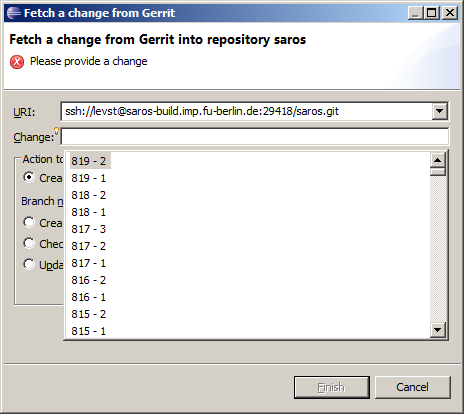 Fetch a change from Gerrit
Fetch a change from Gerrit into repository saros
Please provide a change
URI: ssh://levst@saros-build.imp.fu-berlin.de:29418/saros.git
Change:
819 - 2
Action to
819 - 1
Crea
818 - 2
Branch n
818 - 1
Crea
817 - 3
Chec
817 - 2
Upda
817 - 1
816 - 2
816 - 1
815 - 2
815 - 1
Finish Cancel